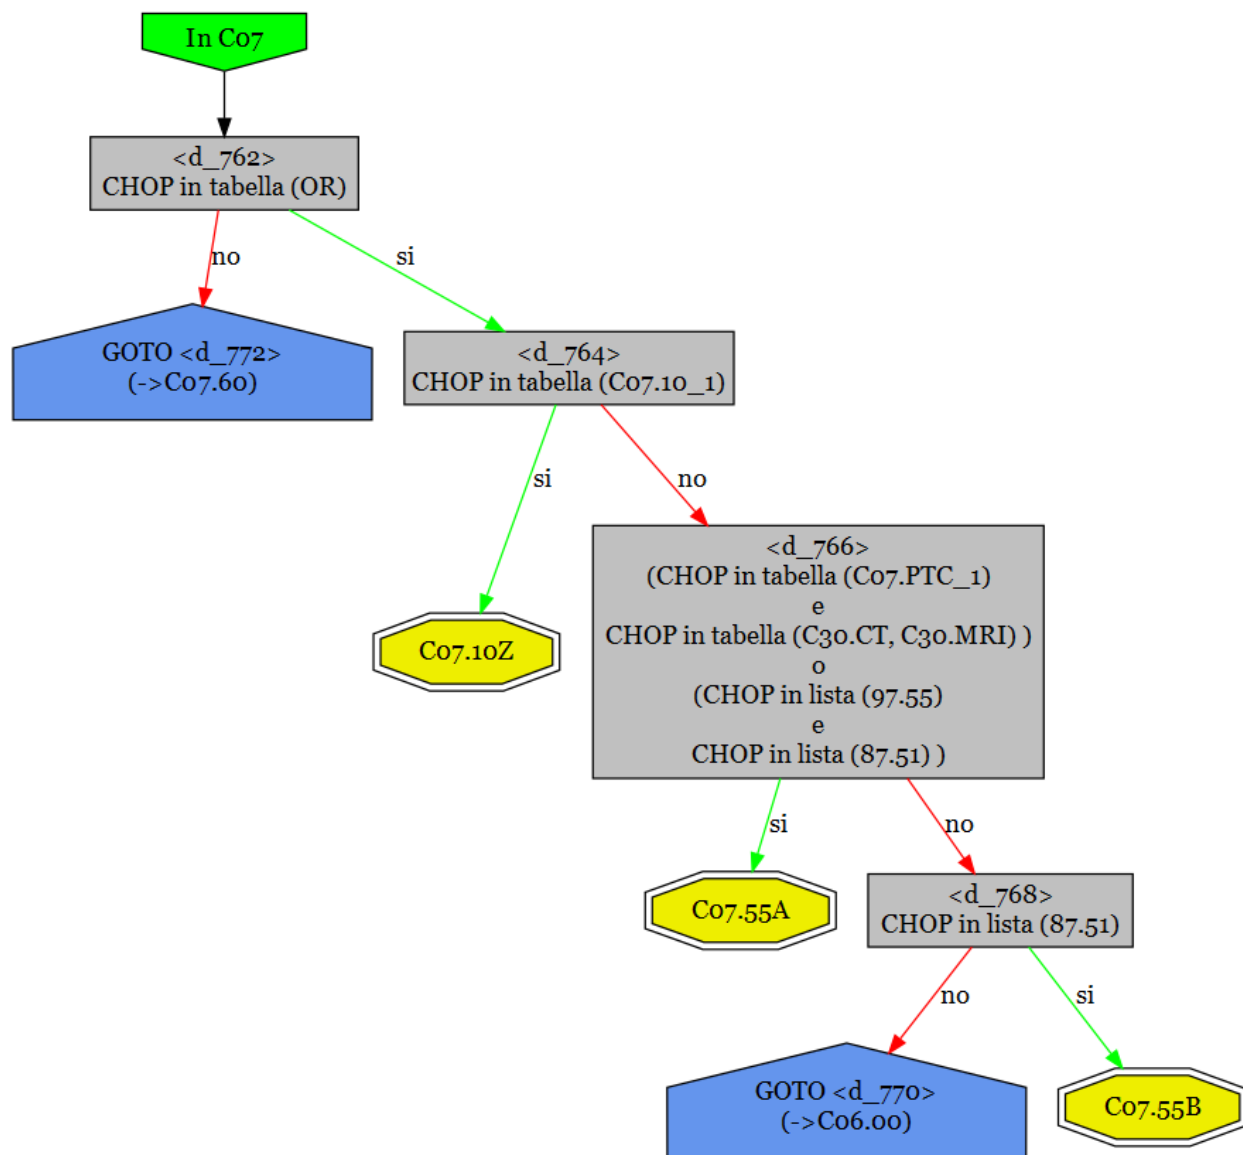 In C07
<d_762>
CHOP in tabella (OR)
no
si
GOTO <d_772>
(->C07.60)
<d_764>
CHOP in tabella (C07.10_1)
si
no
C07.10Z
<d_766>
(CHOP in tabella (C07.PTC_1)
e
CHOP in tabella (C30.CT, C30.MRI) )
o
(CHOP in lista (97.55)
e
CHOP in lista (87.51) )
si
no
C07.55A
<d_768>
CHOP in lista (87.51)
no
si
GOTO <d_770>
(->C06.00)
C07.55B